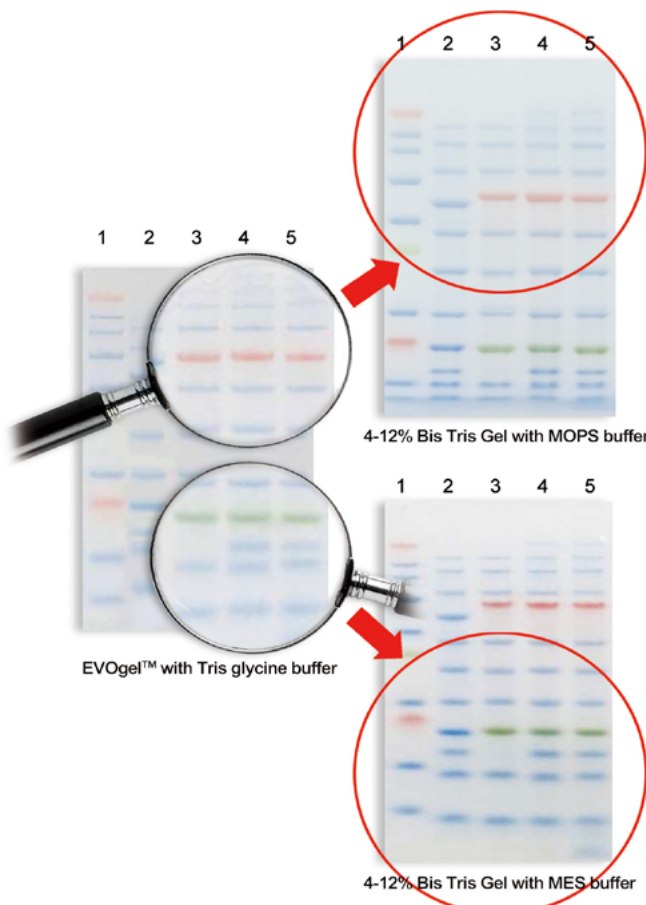 1 2 3 4 5
4-12% Bis Tris Gel with MOPS buffer
1 2 3 4 5
EVOgel™ with Tris glycine buffer
1 2 3 4 5
4-12% Bis Tris Gel with MES buffer